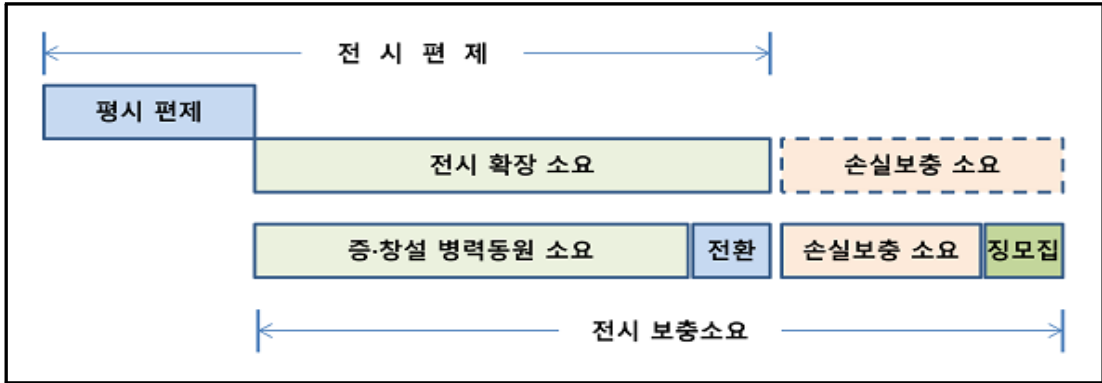 전 시 편 제
평시 편제
전시 확장 소요
손실보충 소요
증·창설 병력동원 소요
전환
손실보충 소요
징모집
전시 보충소요